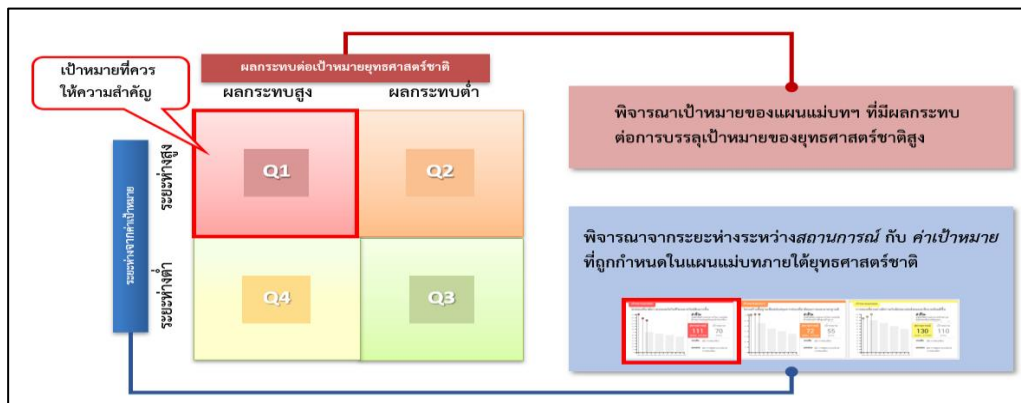 เป้าหมายที่ควร
ให้ความสำคัญ
ผลกระทบต่อเป้าหมายยุทธศาสตร์ชาติ
ผลกระทบสูง
ผลกระทบต่ำ
ระยะห่างจากค่าเป้าหมาย
ระยะห่างสูง
ระยะห่างต่ำ
Q1
Q2
Q4
Q3
พิจารณาเป้าหมายของแผนแม่บทฯ ที่มีผลกระทบ
ต่อการบรรลุเป้าหมายของยุทธศาสตร์ชาติสูง
พิจารณาจากระยะห่างระหว่างสถานการณ์ กับ ค่าเป้าหมาย
ที่ถูกกำหนดในแผนแม่บทภายใต้ยุทธศาสตร์ชาติ
111 70
72 55
130 110